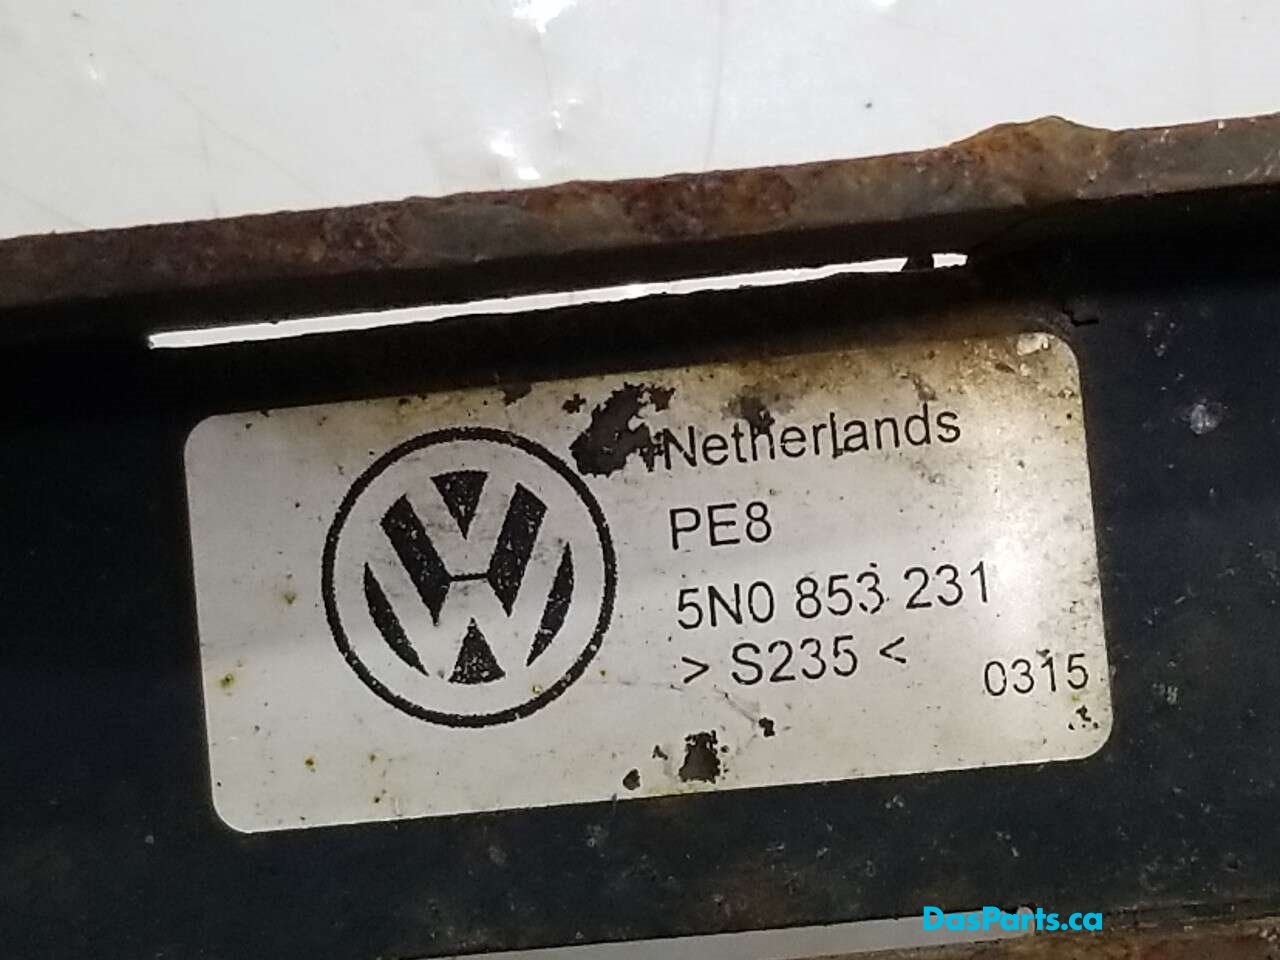 Netherlands
PE8
5N0 853 231
> S235 <
0315
DasParts.ca